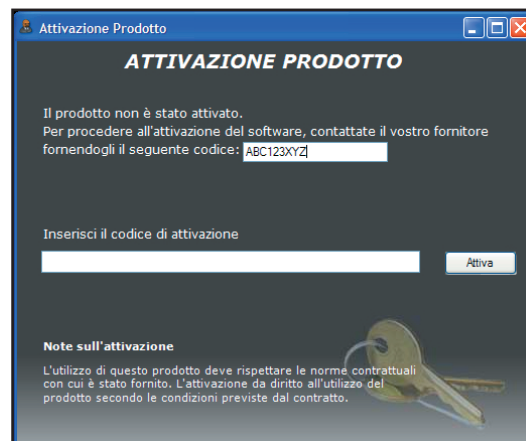 Attivazione Prodotto
ATTIVAZIONE PRODOTTO
Il prodotto non è stato attivato.
Per procedere all'attivazione del software, contattate il vostro fornitore
fornendogli il seguente codice: ABC123XYZ
Inserisci il codice di attivazione
Attiva
Note sull'attivazione
L'utilizzo di questo prodotto deve rispettare le norme contrattuali
con cui è stato fornito. L'attivazione da diritto all'utilizzo del
prodotto secondo le condizioni previste dal contratto.